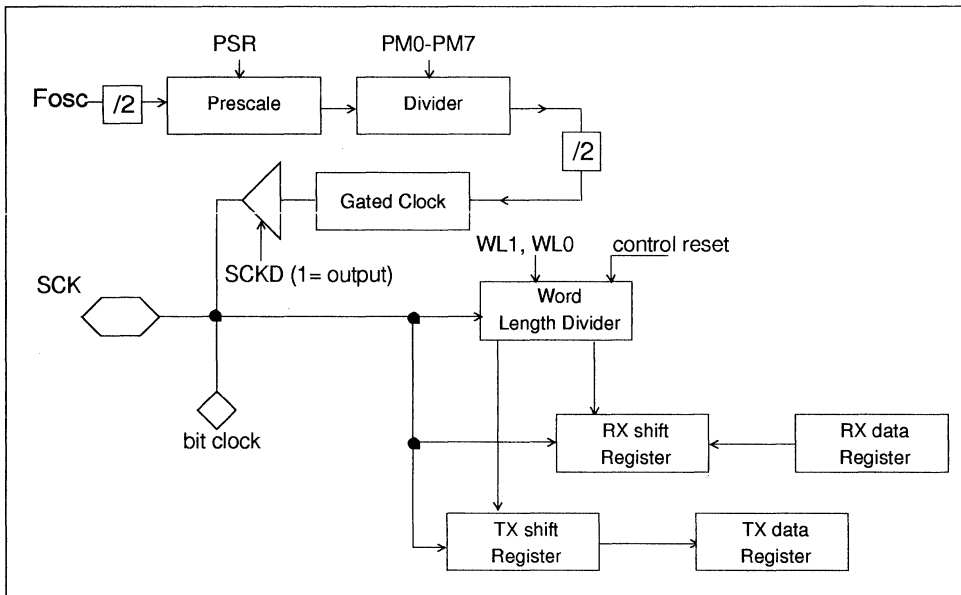 PSR
PM0-PM7
Fosc
/2
Prescale
Divider
/2
Gated Clock
WL1, WL0
control reset
SCKD (1= output)
SCK
Word
Length Divider
bit clock
RX shift
Register
RX data
Register
TX shift
Register
TX data
Register